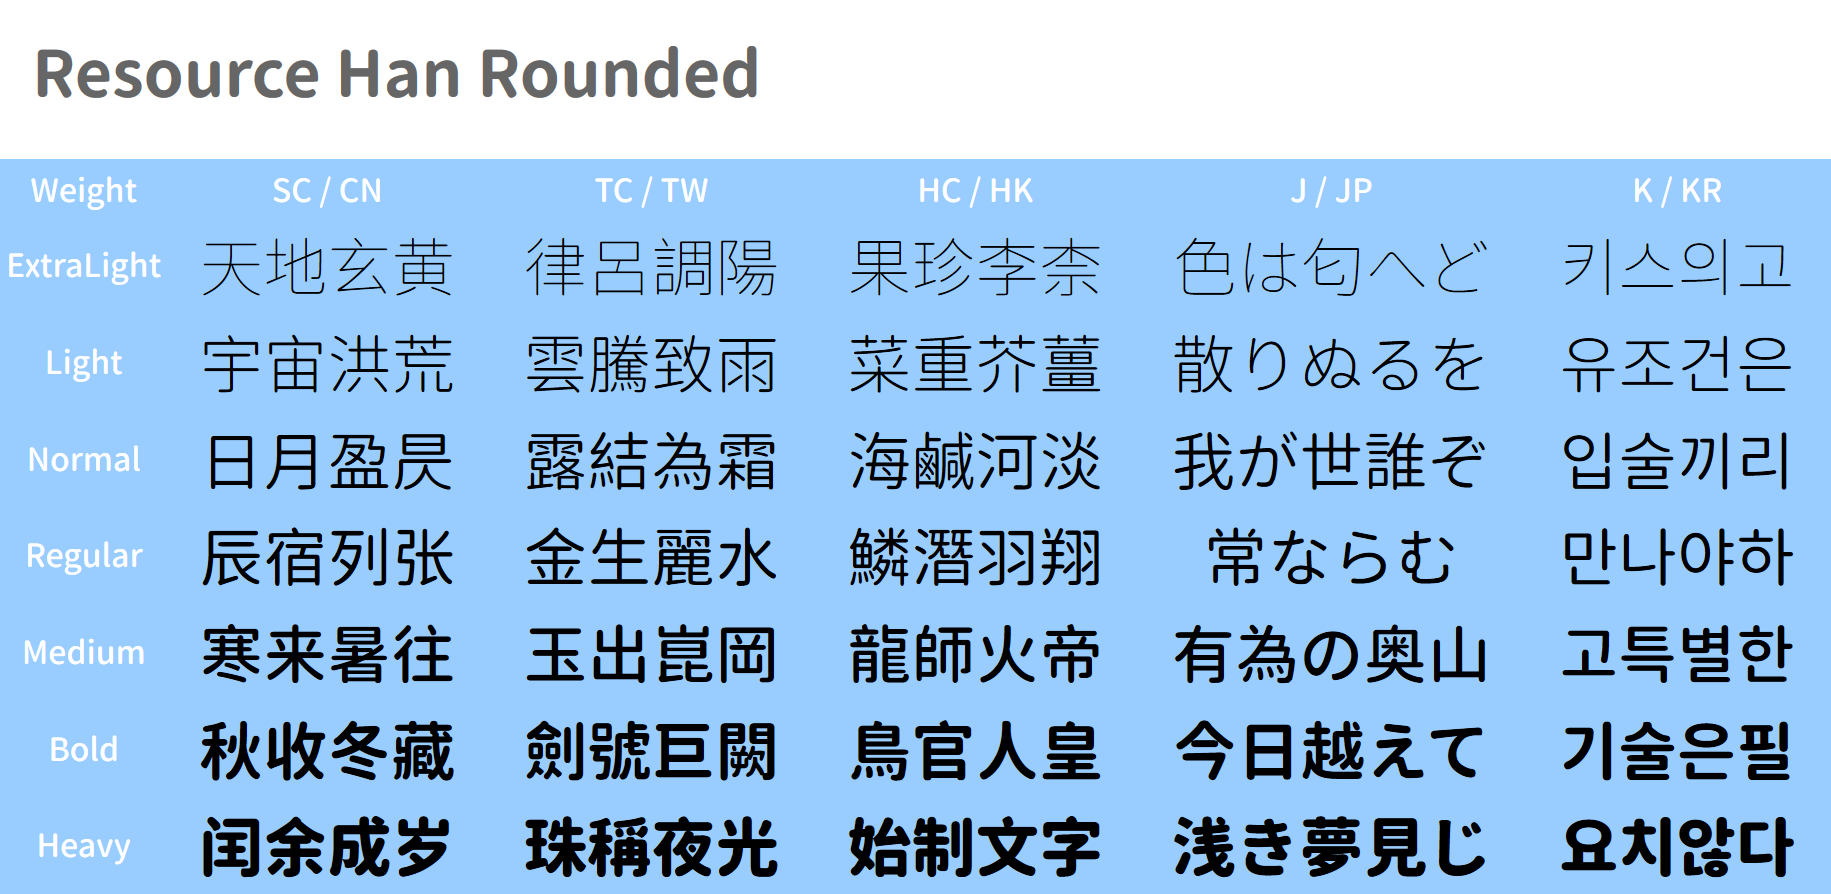 Resource Han Rounded
Weight SC / CN TC / TW HC / HK J / JP K / KR
ExtraLight 天地玄黄 律呂調陽 果珍李柰 色は匂へど 키스의고
Light 宇宙洪荒 雲騰致雨 菜重芥薑 散りぬるを 유조건은
Normal 日月盈昃 露結為霜 海鹹河淡 我が世誰ぞ 입술끼리
Regular 辰宿列张 金生麗水 鱗潛羽翔 常ならむ 만나야하
Medium 寒来暑往 玉出崑岡 龍師火帝 有為の奥山 고특별한
Bold 秋收冬藏 劍號巨闕 鳥官人皇 今日越えて 기술은필
Heavy 闰余成岁 珠稱夜光 始制文字 浅き夢見じ 요치않다